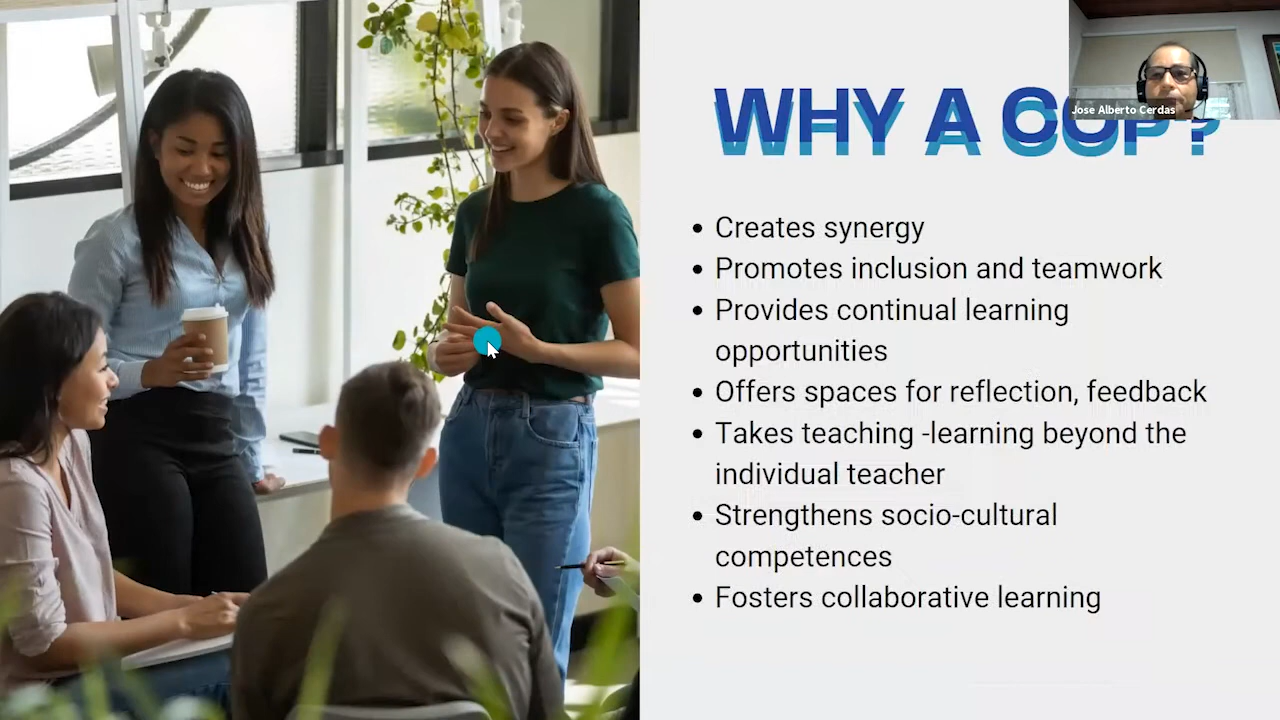 WHY A COP ?
Jose Alberto Cerdas
• Creates synergy
• Promotes inclusion and teamwork
• Provides continual learning
opportunities
• Offers spaces for reflection, feedback
• Takes teaching -learning beyond the
individual teacher
• Strengthens socio-cultural
competences
• Fosters collaborative learning